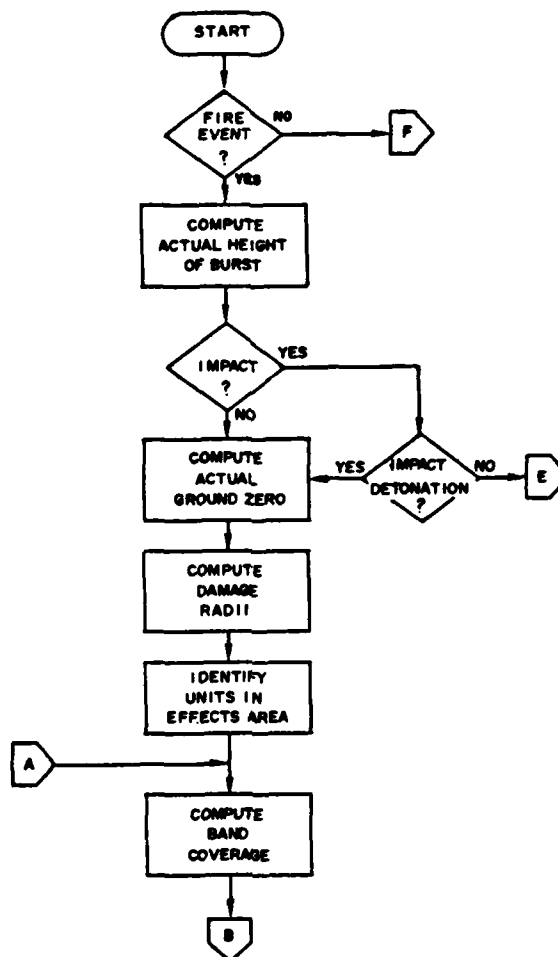 START
FIRE
EVENT
?
NO
F
YES
COMPUTE
ACTUAL HEIGHT
OF BURST
IMPACT
?
YES
NO
COMPUTE
ACTUAL
GROUND ZERO
YES
IMPACT
DETONATION
?
NO
E
COMPUTE
DAMAGE
RADII
IDENTIFY
UNITS IN
EFFECTS AREA
A
COMPUTE
BAND
COVERAGE
B